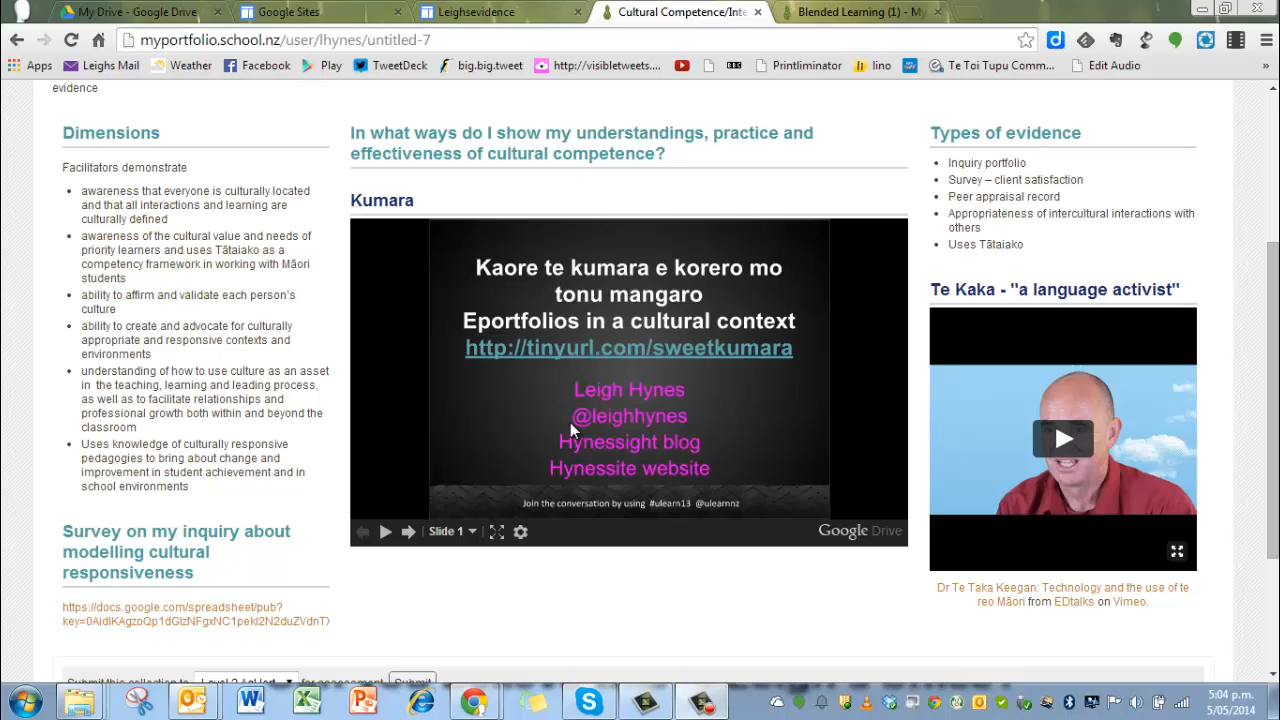 My Drive - Google Drive
Google Sites
Leighsevidence
Cultural Competence/Inte
Blended Learning (1) - My
myportfolio.school.nz/user/lhynes/untitled-7
Apps
Leighs Mail
Weather
Facebook
Play
TweetDeck
big.big.tweet
http://visibletweets....
BBC
Printliminator
lino
Te Toi Tupu Comm...
Edit Audio
»
evidence
Dimensions
Facilitators demonstrate
awareness that everyone is culturally located
and that all interactions and learning are
culturally defined
awareness of the cultural value and needs of
priority learners and uses Tātaiako as a
competency framework in working with Māori
students
ability to affirm and validate each person's
culture
ability to create and advocate for culturally
appropriate and responsive contexts and
environments
understanding of how to use culture as an asset
in the teaching, learning and leading process,
as well as to facilitate relationships and
professional growth both within and beyond the
classroom
Uses knowledge of culturally responsive
pedagogies to bring about change and
improvement in student achievement and in
school environments
Survey on my inquiry about
modelling cultural
responsiveness
https://docs.google.com/spreadsheet/pub?
In what ways do I show my understandings, practice and
effectiveness of cultural competence?
Kumara
Kaore te kumara e korero mo
tonu mangaro
Eportfolios in a cultural context
http://tinyurl.com/sweetkumara
Leigh Hynes
@leighhynes
Hynessight blog
Hynessite website
Join the conversation by using #ulearn13 @ulearnnz
Slide 1
Google Drive
Types of evidence
Inquiry portfolio
Survey – client satisfaction
Peer appraisal record
Appropriateness of intercultural interactions with
others
Uses Tātaiako
Te Kaka - "a language activist"
Dr Te Taka Keegan: Technology and the use of te
reo Māori from EDtalks on Vimeo.
Submit this collection to
for assessment
Submit
5:04 p.m.
5/05/2014